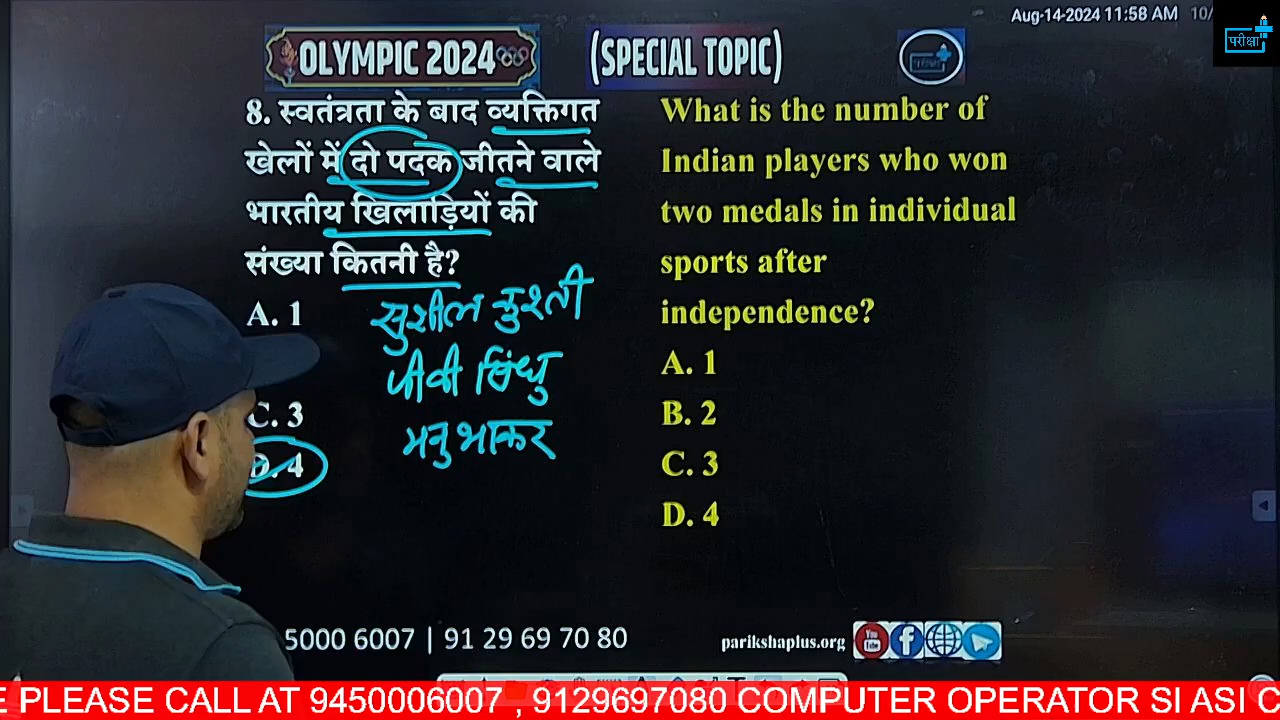 Aug-14-2024 11:58 AM 10/
परीक्षा
OLYMPIC 2024 (SPECIAL TOPIC)
8. स्वतंत्रता के बाद व्यक्तिगत
खेलों में दो पदक जीतने वाले
भारतीय खिलाड़ियों की
संख्या कितनी है?
A. 1
C. 3
D. 4
सुशील कुश्ती
पीवी सिंधु
मनु भाकर
What is the number of
Indian players who won
two medals in individual
sports after
independence?
A. 1
B. 2
C. 3
D. 4
5000 6007 | 91 29 69 70 80
parikshaplus.org
You Tube
E PLEASE CALL AT 9450006007 , 9129697080 COMPUTER OPERATOR SI ASI C